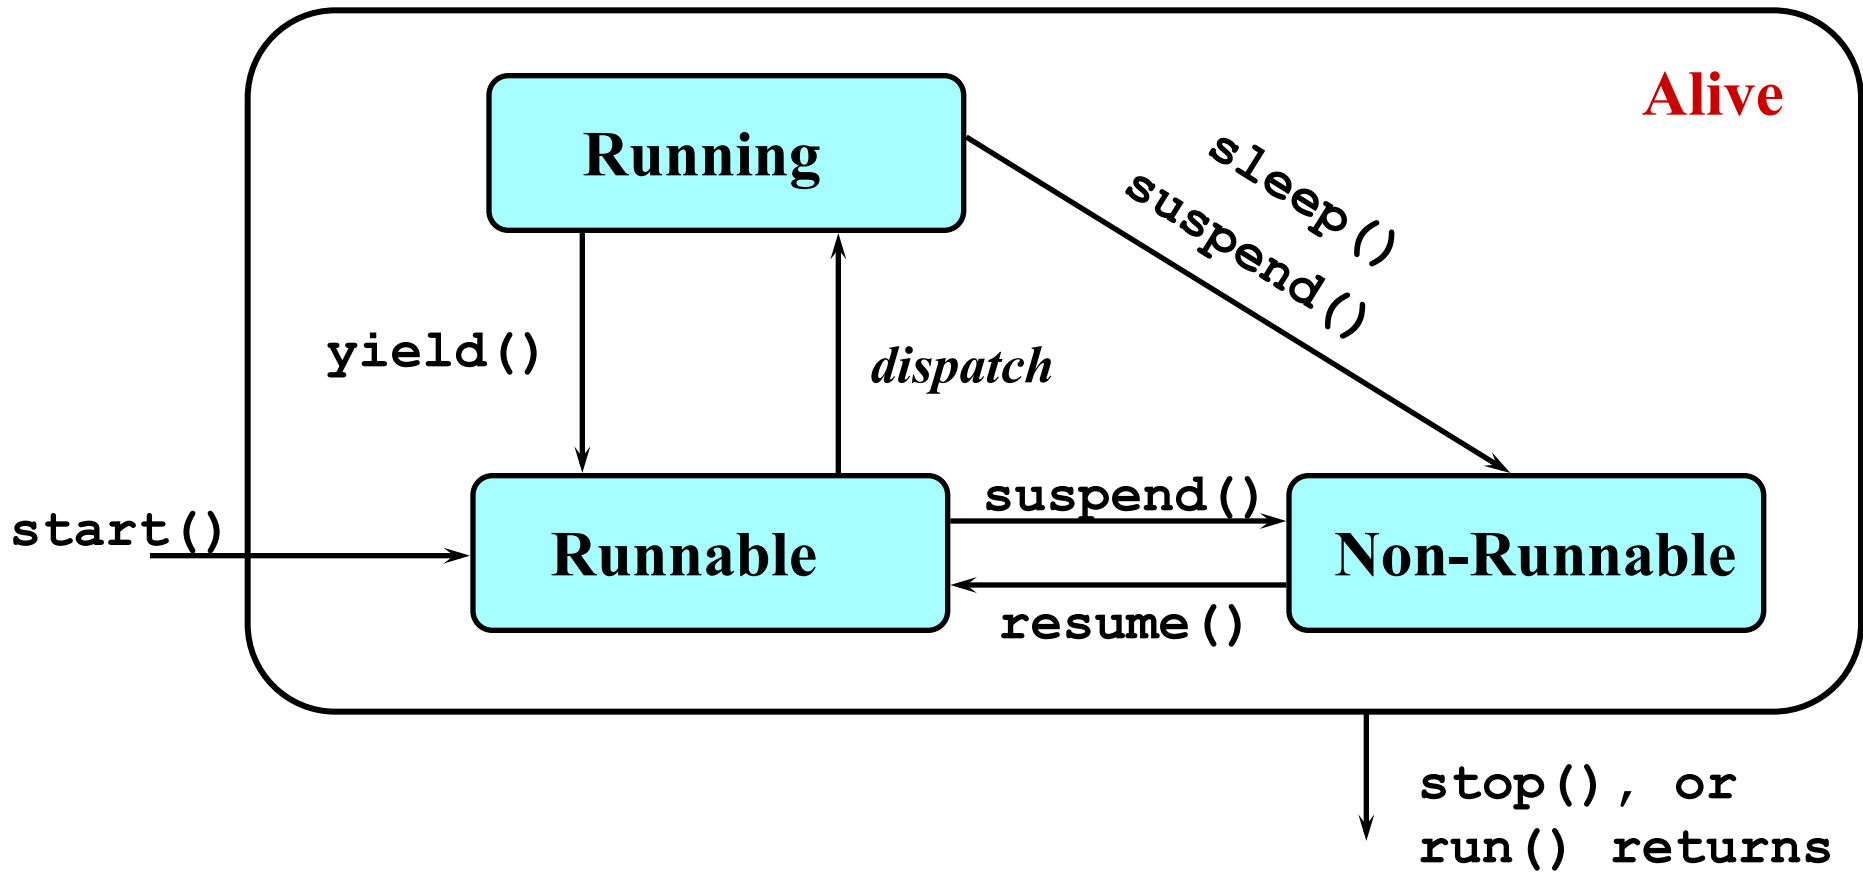 Alive
Running
sleep()
suspend()
yield()
dispatch
start()
Runnable
suspend()
resume()
Non-Runnable
stop(), or
run() returns